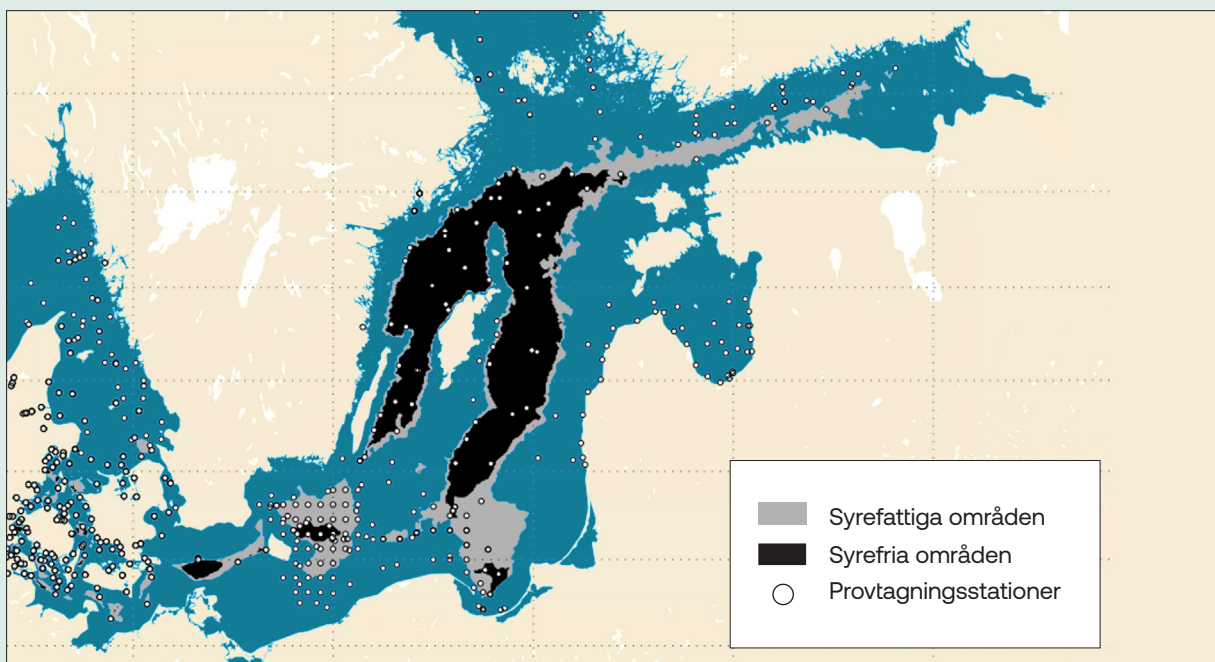 Syrefattiga områden
Syrefria områden
Provtagningsstationer